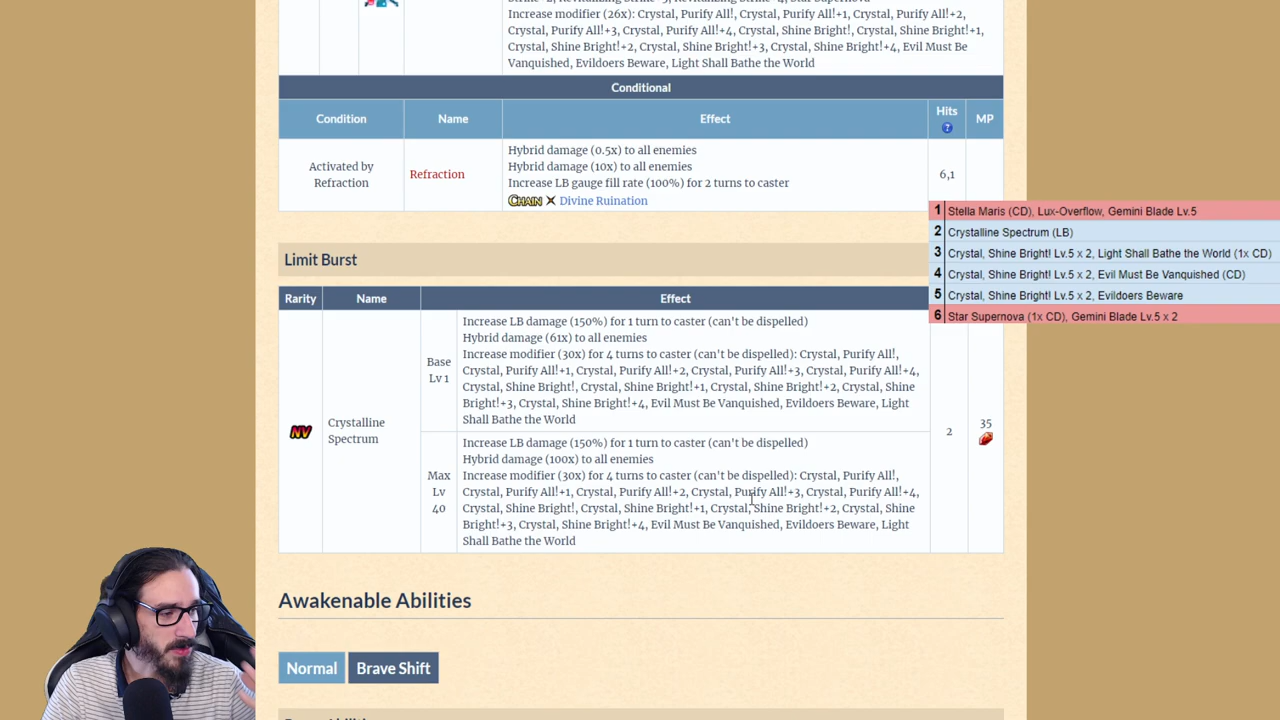 Increase modifier (26x): Crystal, Purify All!, Crystal, Purify All!+1, Crystal, Purify All!+2,
Crystal, Purify All!+3, Crystal, Purify All!+4, Crystal, Shine Bright!, Crystal, Shine Bright!+1,
Crystal, Shine Bright!+2, Crystal, Shine Bright!+3, Crystal, Shine Bright!+4, Evil Must Be
Vanquished, Evildoers Beware, Light Shall Bathe the World
Conditional
Condition
Name
Effect
Hits
?
MP
Activated by
Refraction
Refraction
Hybrid damage (0.5x) to all enemies
Hybrid damage (10x) to all enemies
Increase LB gauge fill rate (100%) for 2 turns to caster
CHAIN Divine Ruination
6,1
1 Stella Maris (CD), Lux-Overflow, Gemini Blade Lv.5
2 Crystalline Spectrum (LB)
3 Crystal, Shine Bright! Lv.5 x 2, Light Shall Bathe the World (1x CD)
4 Crystal, Shine Bright! Lv.5 x 2, Evil Must Be Vanquished (CD)
5 Crystal, Shine Bright! Lv.5 x 2, Evildoers Beware
6 Star Supernova (1x CD), Gemini Blade Lv.5 x 2
Limit Burst
Rarity
Name
Effect
NV
Crystalline
Spectrum
Base
Lv 1
Increase LB damage (150%) for 1 turn to caster (can't be dispelled)
Hybrid damage (61x) to all enemies
Increase modifier (30x) for 4 turns to caster (can't be dispelled): Crystal, Purify All!,
Crystal, Purify All!+1, Crystal, Purify All!+2, Crystal, Purify All!+3, Crystal, Purify All!+4,
Crystal, Shine Bright!, Crystal, Shine Bright!+1, Crystal, Shine Bright!+2, Crystal, Shine
Bright!+3, Crystal, Shine Bright!+4, Evil Must Be Vanquished, Evildoers Beware, Light
Shall Bathe the World
Max
Lv
40
Increase LB damage (150%) for 1 turn to caster (can't be dispelled)
Hybrid damage (100x) to all enemies
Increase modifier (30x) for 4 turns to caster (can't be dispelled): Crystal, Purify All!,
Crystal, Purify All!+1, Crystal, Purify All!+2, Crystal, Purify All!+3, Crystal, Purify All!+4,
Crystal, Shine Bright!, Crystal, Shine Bright!+1, Crystal, Shine Bright!+2, Crystal, Shine
Bright!+3, Crystal, Shine Bright!+4, Evil Must Be Vanquished, Evildoers Beware, Light
Shall Bathe the World
2
35
Awakenable Abilities
Normal
Brave Shift